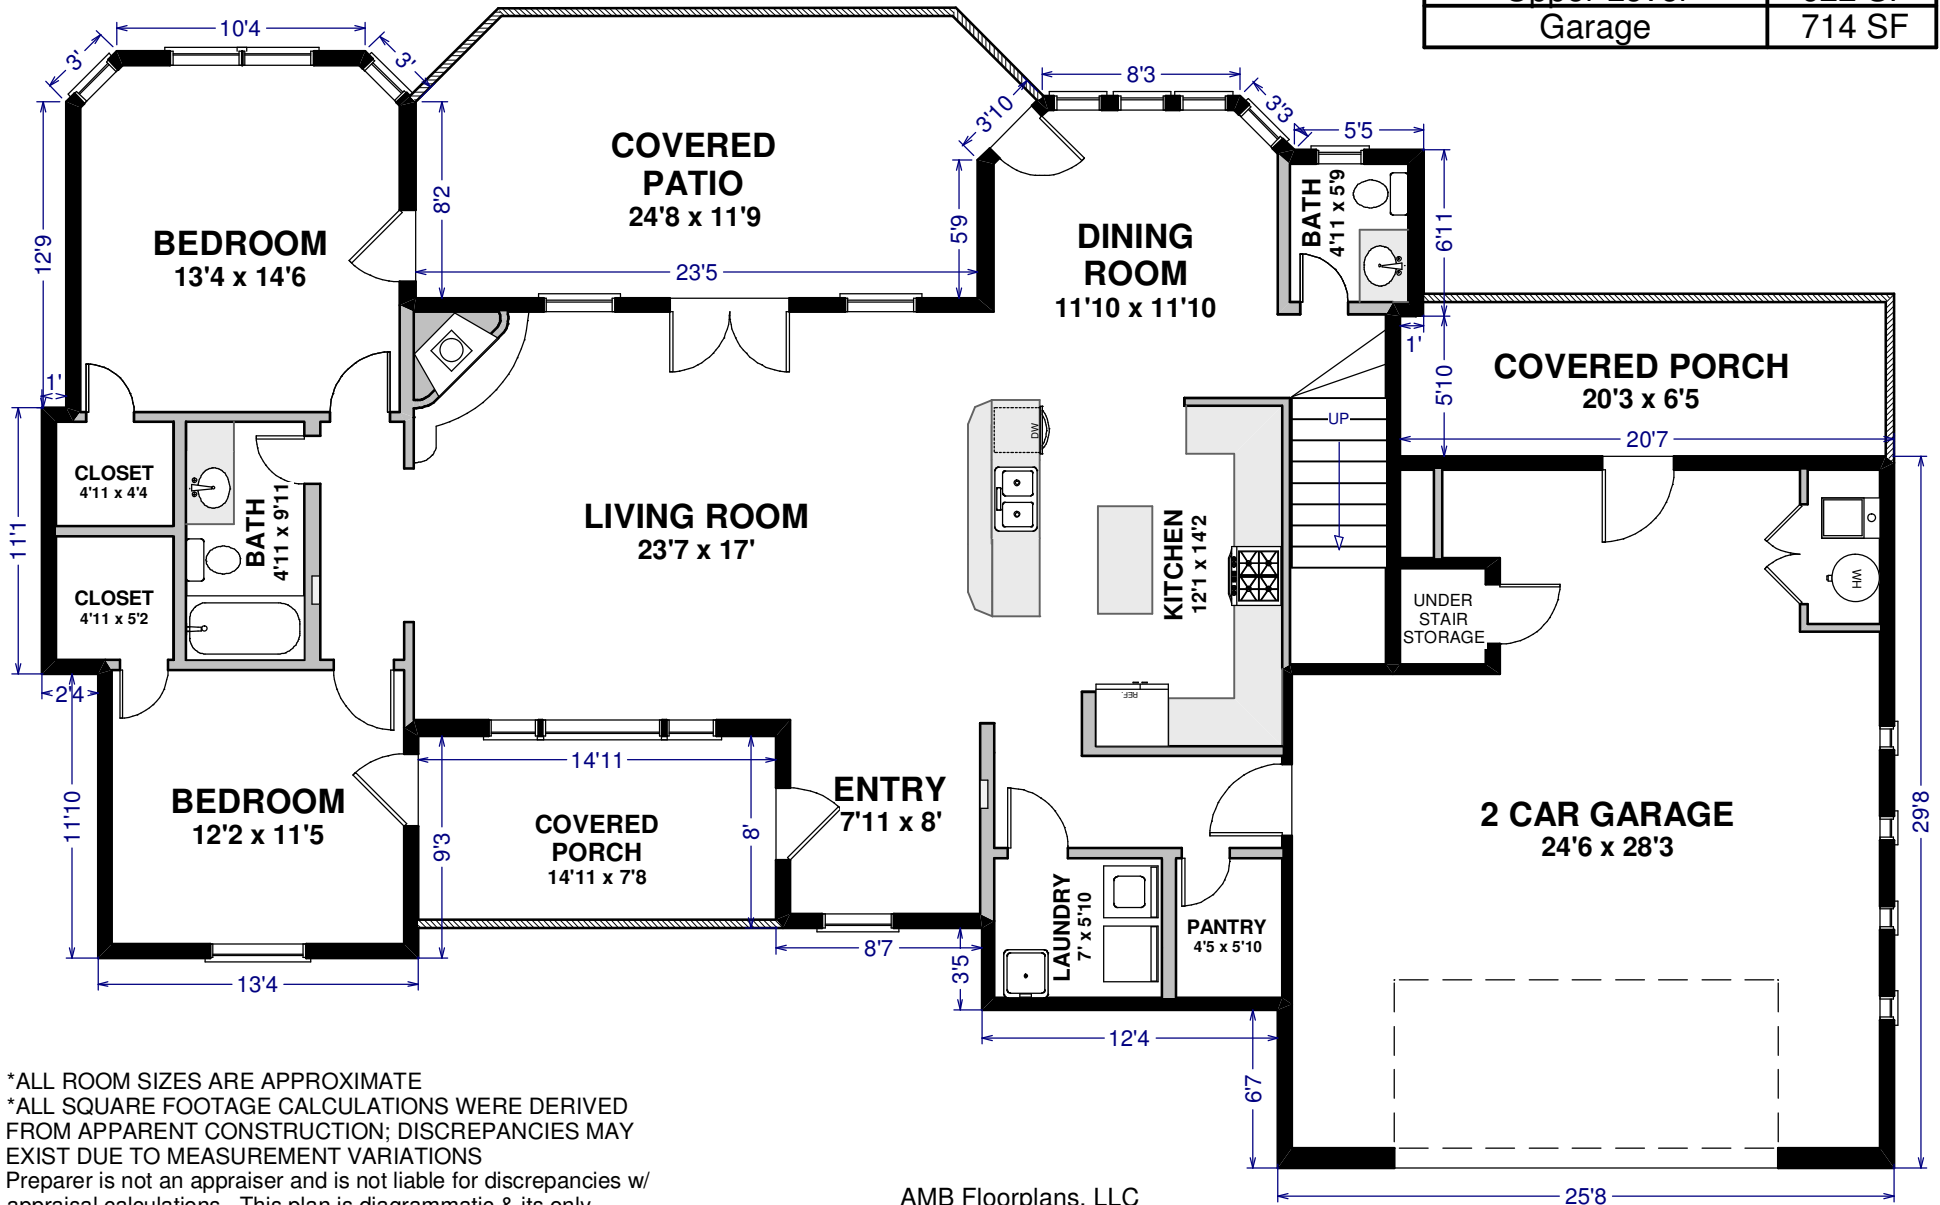 Garage 714 SF
10'4
3'
3'
8'3
3'10
3'3
5'5
COVERED
PATIO
24'8 x 11'9
8'2
5'9
23'5
12'9
BEDROOM
13'4 x 14'6
DINING
ROOM
11'10 x 11'10
BATH
4'11 x 5'9
6'11
1'
5'10
COVERED PORCH
20'3 x 6'5
20'7
1'
11'1
CLOSET
4'11 x 4'4
CLOSET
4'11 x 5'2
BATH
4'11 x 9'11
LIVING ROOM
23'7 x 17'
DW
KITCHEN
12'1 x 14'2
REF.
UP
UNDER
STAIR
STORAGE
WH
2'4
11'10
BEDROOM
12'2 x 11'5
13'4
14'11
COVERED
PORCH
14'11 x 7'8
9'3
8'
ENTRY
7'11 x 8'
8'7
3'5
LAUNDRY
7' x 5'10
PANTRY
4'5 x 5'10
12'4
6'7
2 CAR GARAGE
24'6 x 28'3
29'8
25'8
*ALL ROOM SIZES ARE APPROXIMATE
*ALL SQUARE FOOTAGE CALCULATIONS WERE DERIVED
FROM APPARENT CONSTRUCTION; DISCREPANCIES MAY
EXIST DUE TO MEASUREMENT VARIATIONS
Preparer is not an appraiser and is not liable for discrepancies w/
appraisal calculations. This plan is diagrammatic & its only
AMB Floorplans, LLC